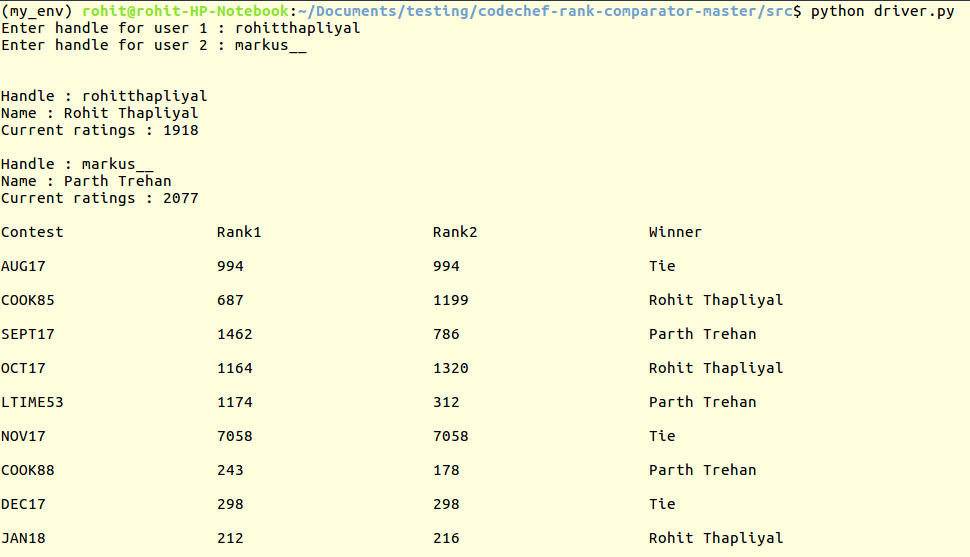 (my_env) rohit@rohit-HP-Notebook:~/Documents/testing/codechef-rank-comparator-master/src$ python driver.py
Enter handle for user 1 : rohitthapliyal
Enter handle for user 2 : markus__
Handle : rohitthapliyal
Name : Rohit Thapliyal
Current ratings : 1918
Handle : markus__
Name : Parth Trehan
Current ratings : 2077
Contest Rank1 Rank2 Winner
AUG17 994 994 Tie
COOK85 687 1199 Rohit Thapliyal
SEPT17 1462 786 Parth Trehan
OCT17 1164 1320 Rohit Thapliyal
LTIME53 1174 312 Parth Trehan
NOV17 7058 7058 Tie
COOK88 243 178 Parth Trehan
DEC17 298 298 Tie
JAN18 212 216 Rohit Thapliyal